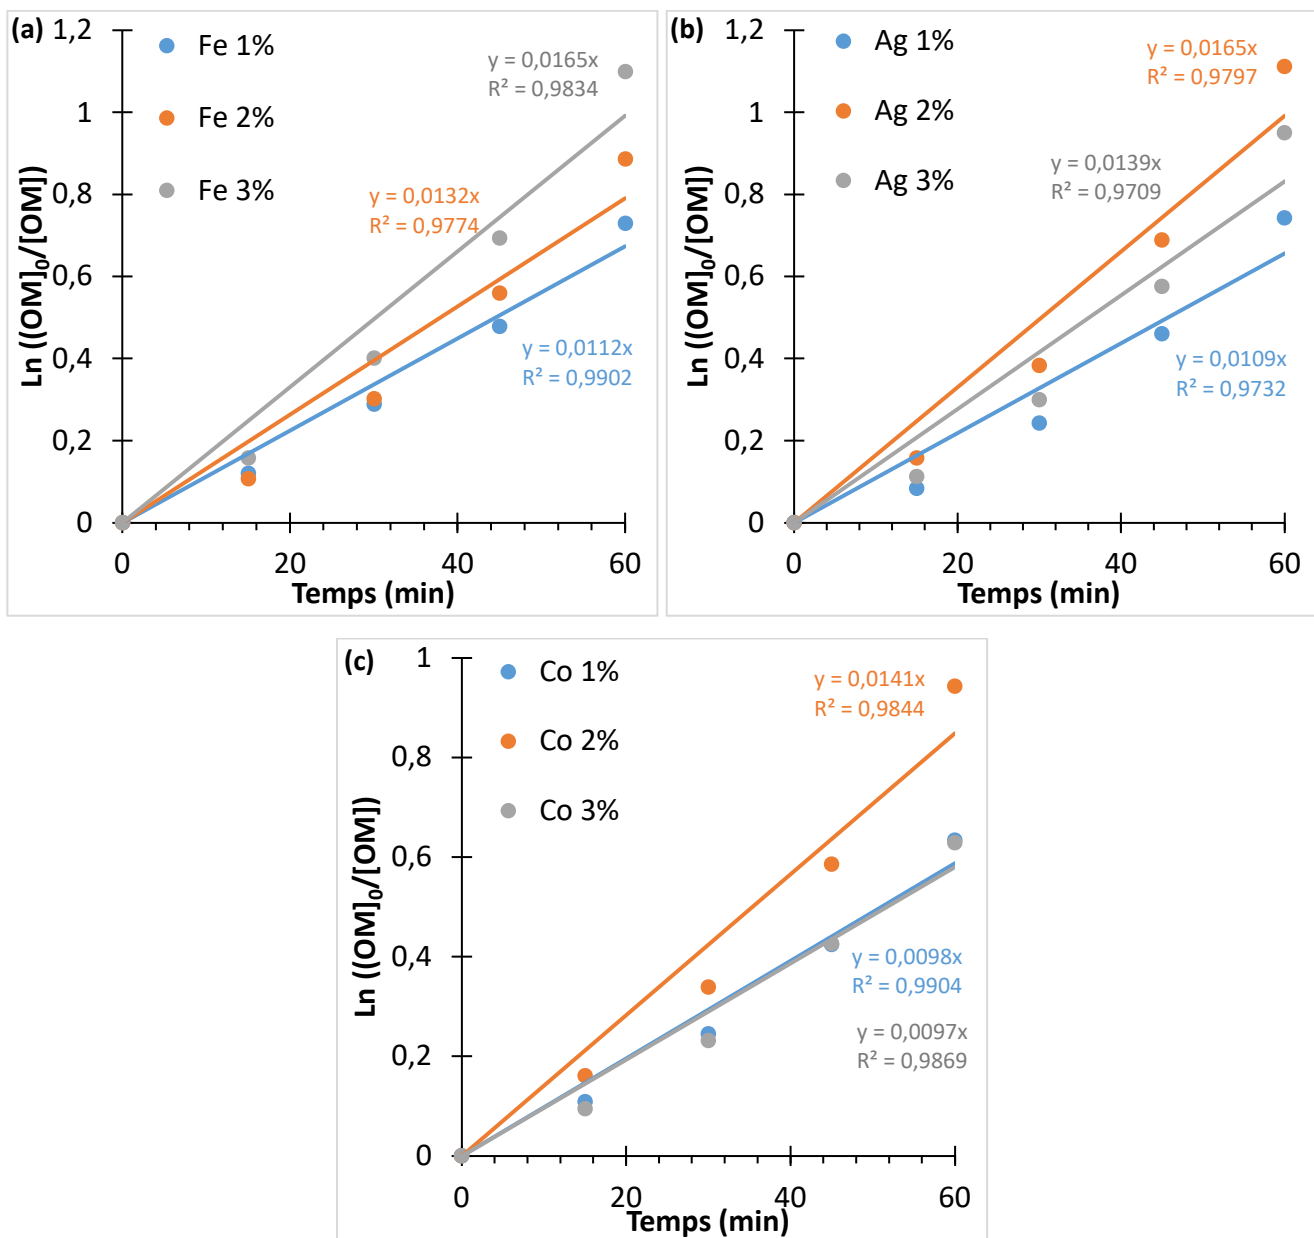 (a)
1,2
1
0,8
0,6
0,4
0,2
0
Ln ([OM]₀/[OM])
Fe 1%
Fe 2%
Fe 3%
y = 0,0165x
R² = 0,9834
y = 0,0132x
R² = 0,9774
y = 0,0112x
R² = 0,9902
0 20 40 60
Temps (min)
(b)
1,2
1
0,8
0,6
0,4
0,2
0
Ln ([OM]₀/[OM])
Ag 1%
Ag 2%
Ag 3%
y = 0,0165x
R² = 0,9797
y = 0,0139x
R² = 0,9709
y = 0,0109x
R² = 0,9732
0 20 40 60
Temps (min)
(c)
1
0,8
0,6
0,4
0,2
0
Ln ([OM]₀/[OM])
Co 1%
Co 2%
Co 3%
y = 0,0141x
R² = 0,9844
y = 0,0098x
R² = 0,9904
y = 0,0097x
R² = 0,9869
0 20 40 60
Temps (min)